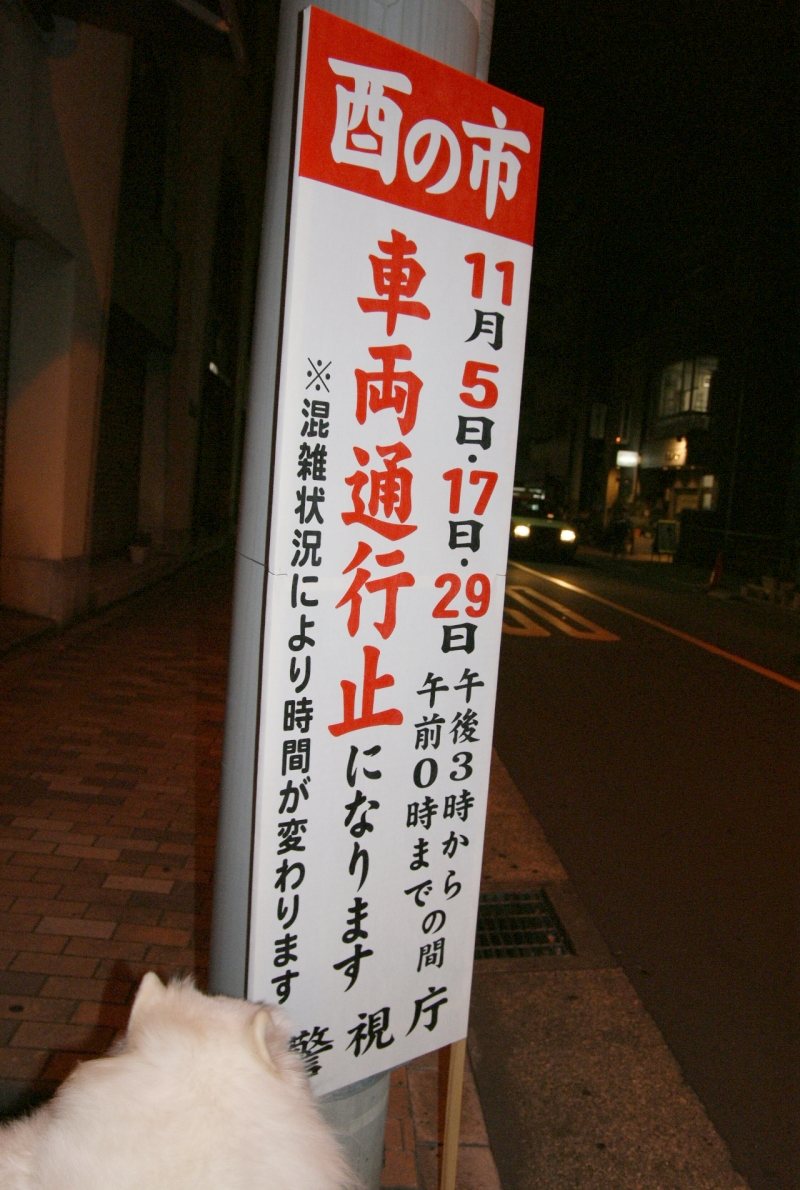 酉の市
11月5日・17日・29日
午後3時から
午前0時までの間
車両通行止になります
※混雑状況により時間が変わります
警視庁